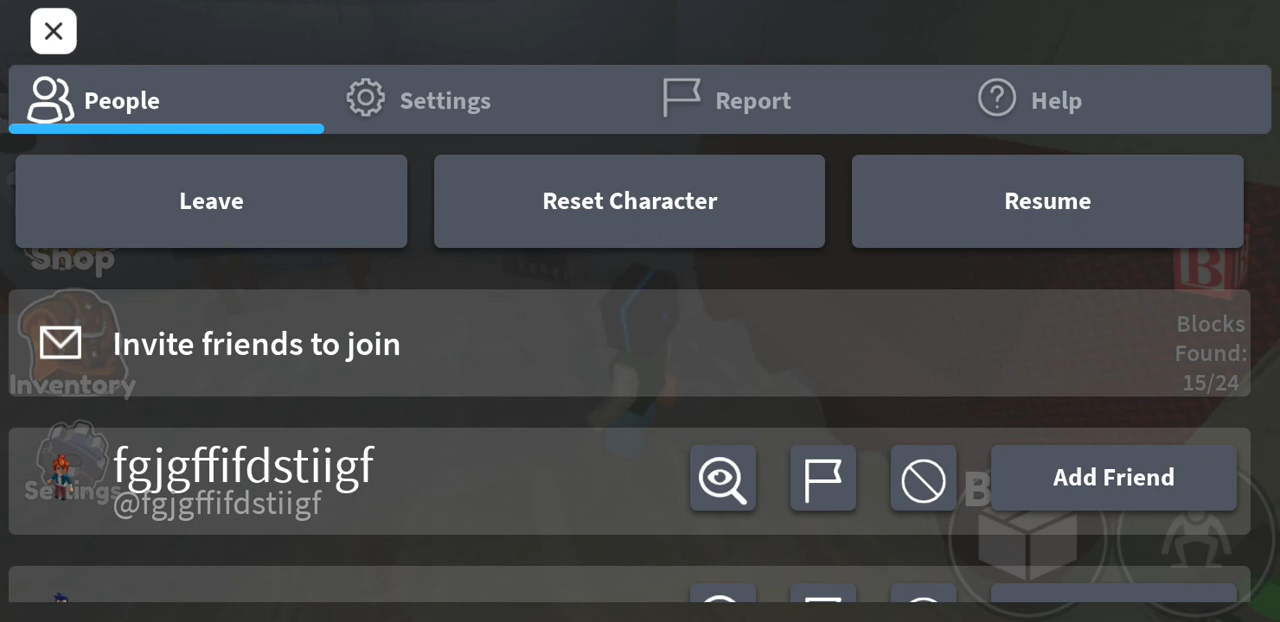 People
Settings
Report
Help
Leave
Reset Character
Resume
Shop
Invite friends to join
Blocks
Found:
15/24
Inventory
fgjgffifdstiigf
@fgjgffifdstiigf
Settings
B
Add Friend
B